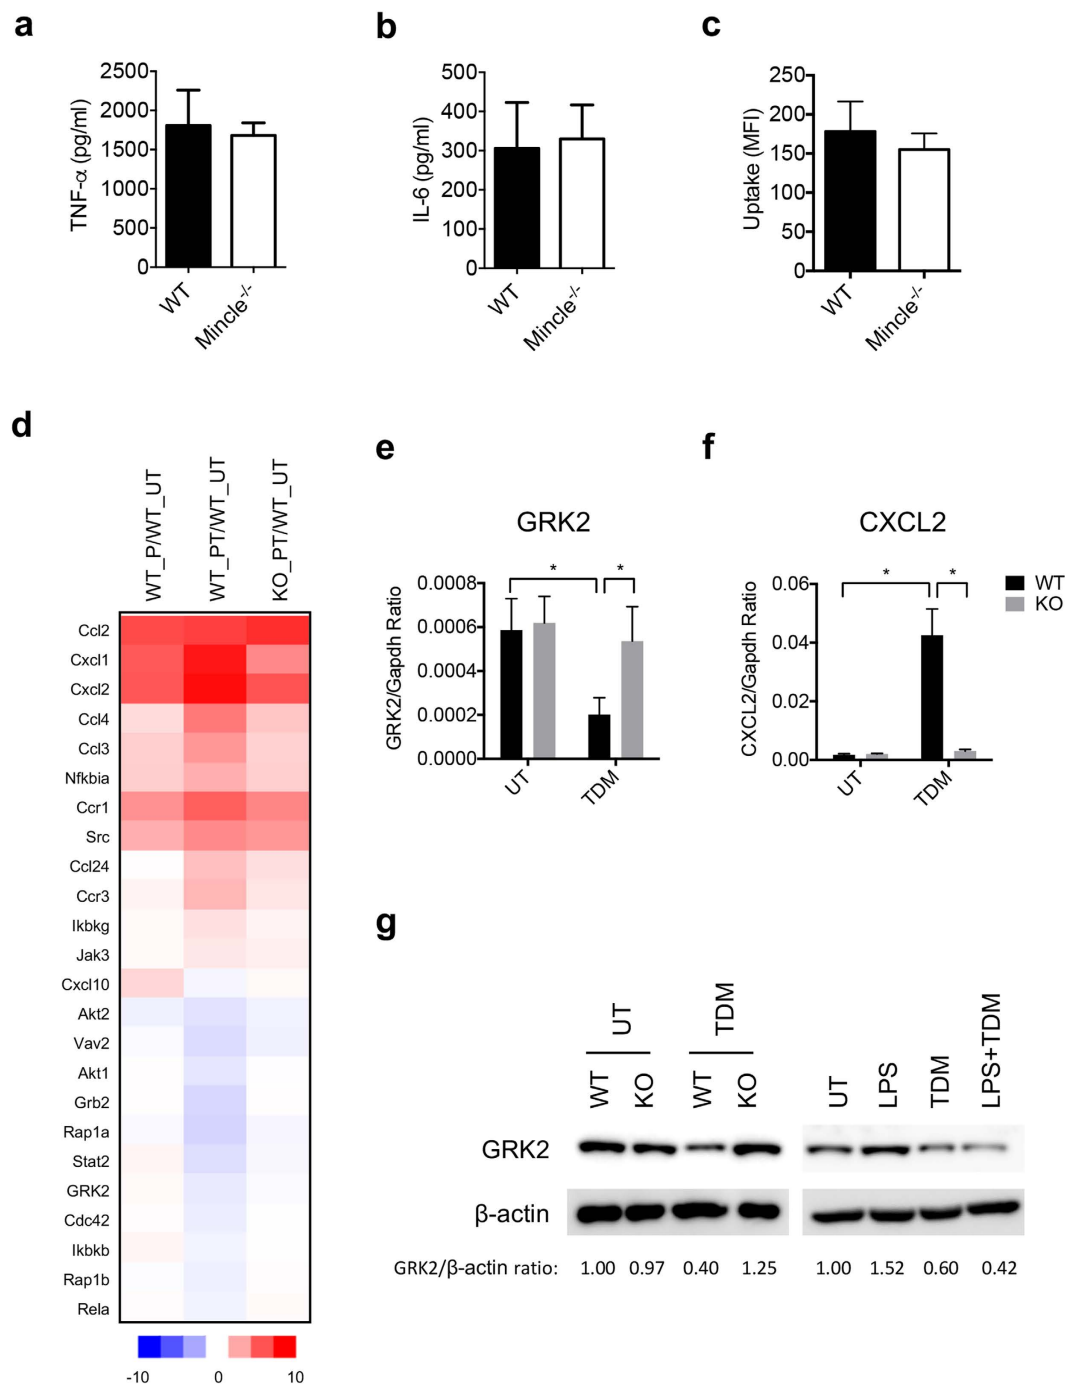 a
2500
2000
1500
1000
500
0
TNF-α (pg/ml)
WT
Mincle-/-
b
500
400
300
200
100
0
IL-6 (pg/ml)
WT
Mincle-/-
c
250
200
150
100
50
0
Uptake (MFI)
WT
Mincle-/-
d
WT_P/WT_UT
WT_PT/WT_UT
KO_PT/WT_UT
Ccl2
Cxcl1
Cxcl2
Ccl4
Ccl3
Nfkbia
Ccr1
Src
Ccl24
Ccr3
Ikbkg
Jak3
Cxcl10
Akt2
Vav2
Akt1
Grb2
Rap1a
Stat2
GRK2
Cdc42
Ikbkb
Rap1b
Rela
-10 0 10
e
GRK2
* *
0.0008
0.0006
0.0004
0.0002
0.0000
GRK2/Gapdh Ratio
UT
TDM
f
CXCL2
* *
0.06
0.04
0.02
0.00
CXCL2/Gapdh Ratio
UT
TDM
WT
KO
g
UT TDM
WT KO WT KO
UT LPS TDM LPS+TDM
GRK2
β-actin
GRK2/β-actin ratio: 1.00 0.97 0.40 1.25 1.00 1.52 0.60 0.42